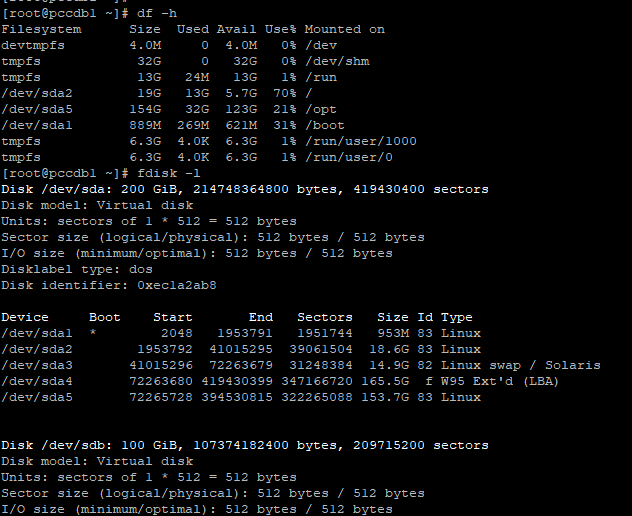 [root@pccdb1 ~]# df -h
Filesystem      Size  Used Avail Use% Mounted on
devtmpfs        4.0M     0  4.0M   0% /dev
tmpfs            32G     0   32G   0% /dev/shm
tmpfs            13G   24M   13G   1% /run
/dev/sda2        19G   13G  5.7G  70% /
/dev/sda5       154G   32G  123G  21% /opt
/dev/sda1       889M  269M  621M  31% /boot
tmpfs           6.3G  4.0K  6.3G   1% /run/user/1000
tmpfs           6.3G  4.0K  6.3G   1% /run/user/0
[root@pccdb1 ~]# fdisk -l
Disk /dev/sda: 200 GiB, 214748364800 bytes, 419430400 sectors
Disk model: Virtual disk
Units: sectors of 1 * 512 = 512 bytes
Sector size (logical/physical): 512 bytes / 512 bytes
I/O size (minimum/optimal): 512 bytes / 512 bytes
Disklabel type: dos
Disk identifier: 0xec1a2ab8
Device     Boot    Start       End   Sectors   Size Id Type
/dev/sda1  *        2048   1953791   1951744   953M 83 Linux
/dev/sda2        1953792  41015295  39061504  18.6G 83 Linux
/dev/sda3       41015296  72263679  31248384  14.9G 82 Linux swap / Solaris
/dev/sda4       72263680 419430399 347166720 165.5G  f W95 Ext'd (LBA)
/dev/sda5       72265728 394530815 322265088 153.7G 83 Linux
Disk /dev/sdb: 100 GiB, 107374182400 bytes, 209715200 sectors
Disk model: Virtual disk
Units: sectors of 1 * 512 = 512 bytes
Sector size (logical/physical): 512 bytes / 512 bytes
I/O size (minimum/optimal): 512 bytes / 512 bytes